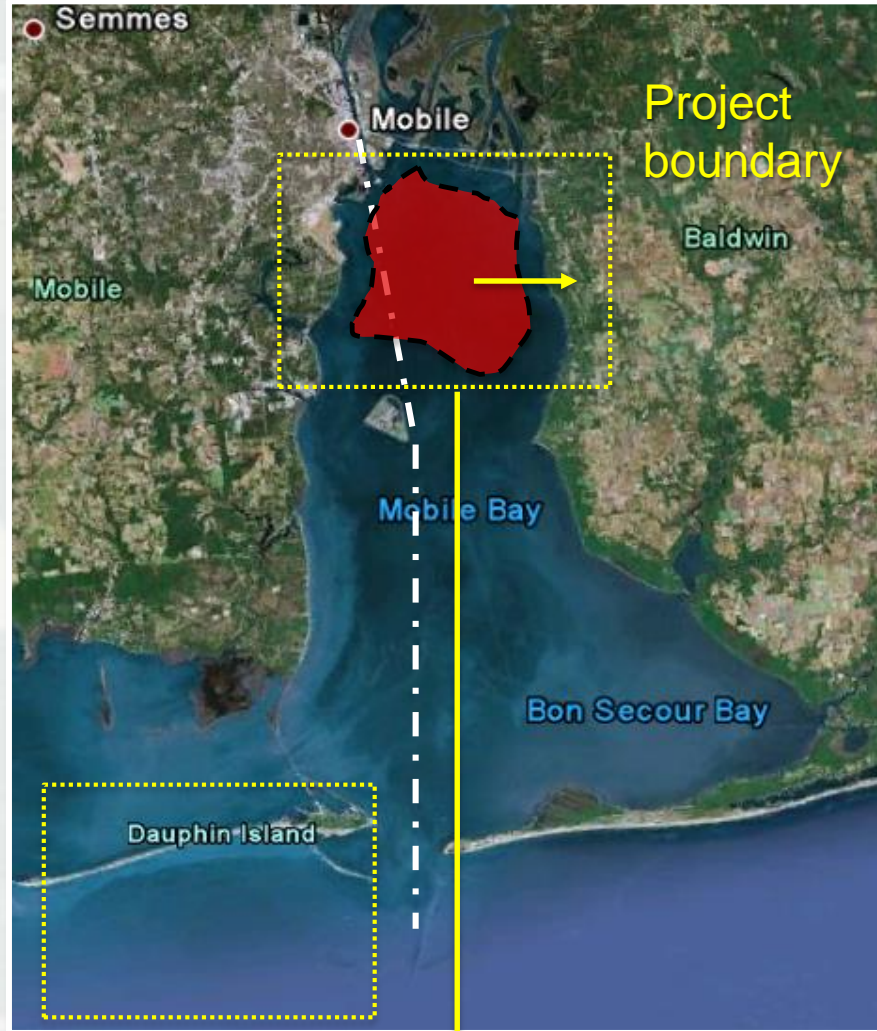 Semmes
Mobile
Project
boundary
Baldwin
Mobile
Mobile Bay
Bon Secour Bay
Dauphin Island